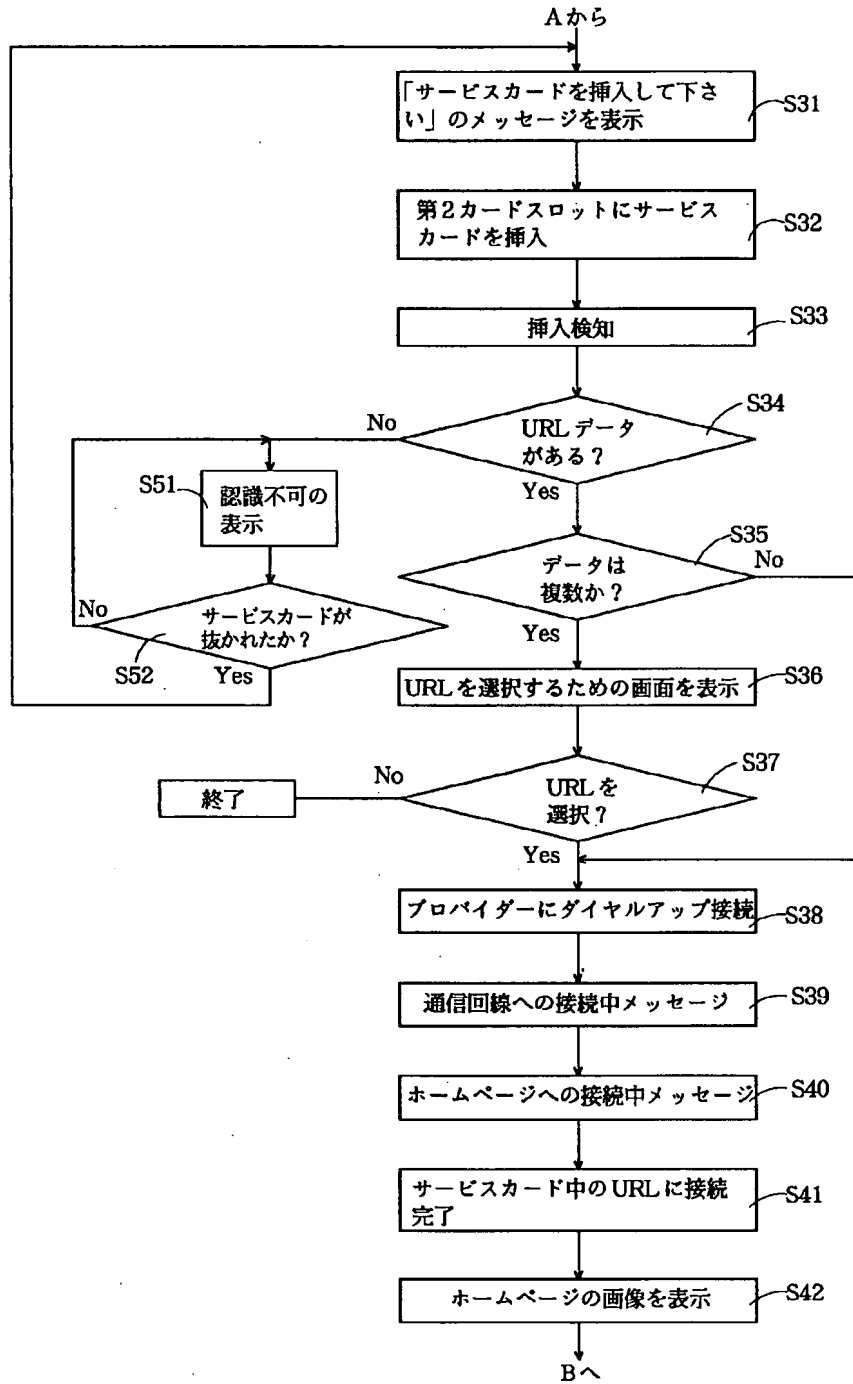 Aから
「サービスカードを挿入して下さ
い」のメッセージを表示
S31
第2カードスロットにサービス
カードを挿入
S32
挿入検知
S33
S34
No
URLデータ
がある?
Yes
S51
認識不可の
表示
S35
データは
複数か?
No
Yes
No
サービスカードが
抜かれたか?
S52
Yes
URLを選択するための画面を表示
S36
S37
No
URLを
選択?
終了
Yes
プロバイダーにダイヤルアップ接続
S38
通信回線への接続中メッセージ
S39
ホームページへの接続中メッセージ
S40
サービスカード中のURLに接続
完了
S41
ホームページの画像を表示
S42
Bへ